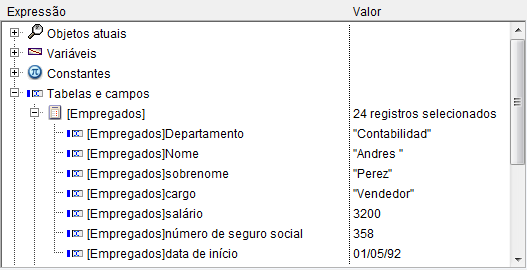 Expressão Valor
Objetos atuais
Variáveis
Constantes
Tabelas e campos
[Empregados] 24 registros selecionados
[Empregados]Departamento "Contabilidad"
[Empregados]Nome "Andres "
[Empregados]sobrenome "Perez"
[Empregados]cargo "Vendedor"
[Empregados]salário 3200
[Empregados]número de seguro social 358
[Empregados]data de início 01/05/92